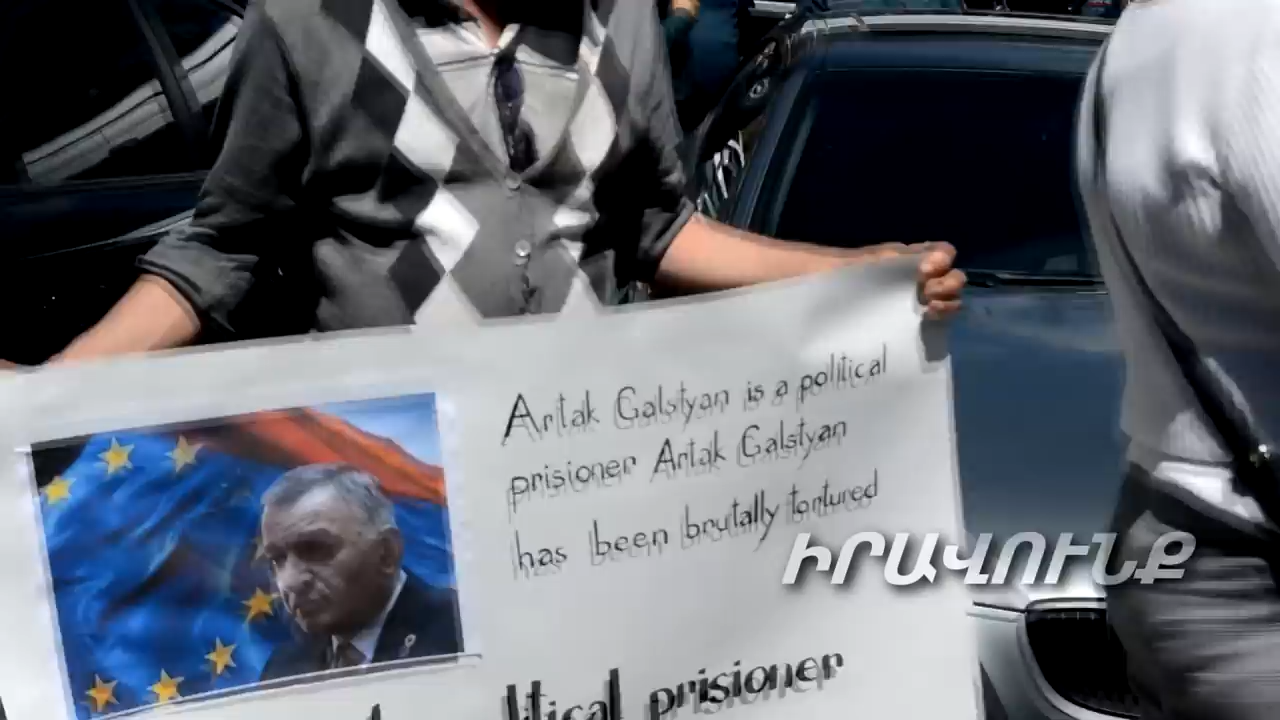 Artak Galstyan is a political
prisioner Artak Galstyan
has been brutally tortured
ԻՐԱՎՈՒՆՔ
prisioner